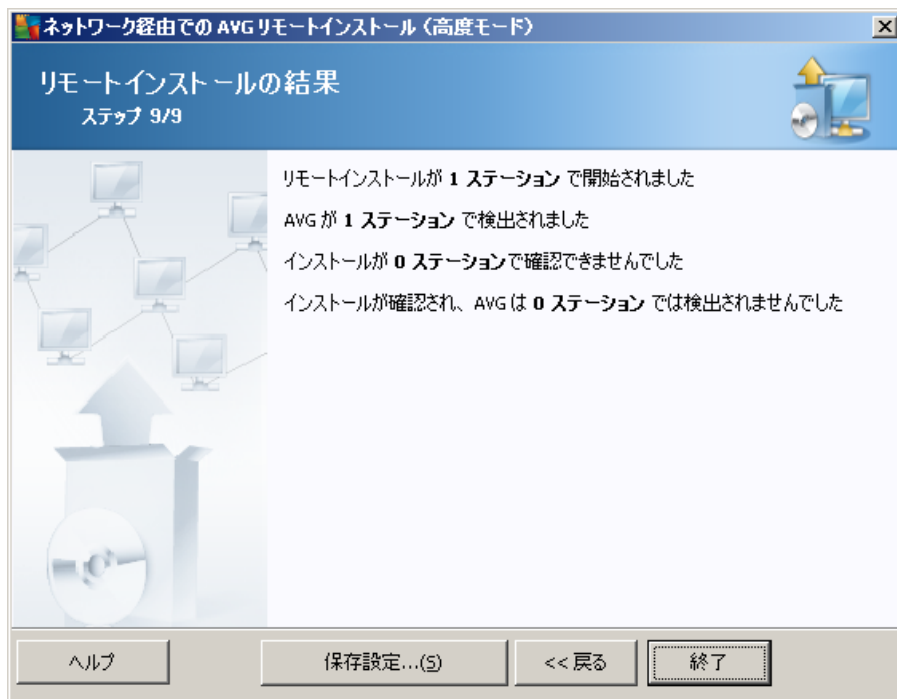 ネットワーク経由での AVG リモートインストール（高度モード）
リモートインストールの結果
ステップ 9/9
リモートインストールが 1 ステーション で開始されました
AVG が 1 ステーション で検出されました
インストールが 0 ステーションで確認できませんでした
インストールが確認され、AVG は 0 ステーション では検出されませんでした
ヘルプ
保存設定...(S)
<< 戻る
終了